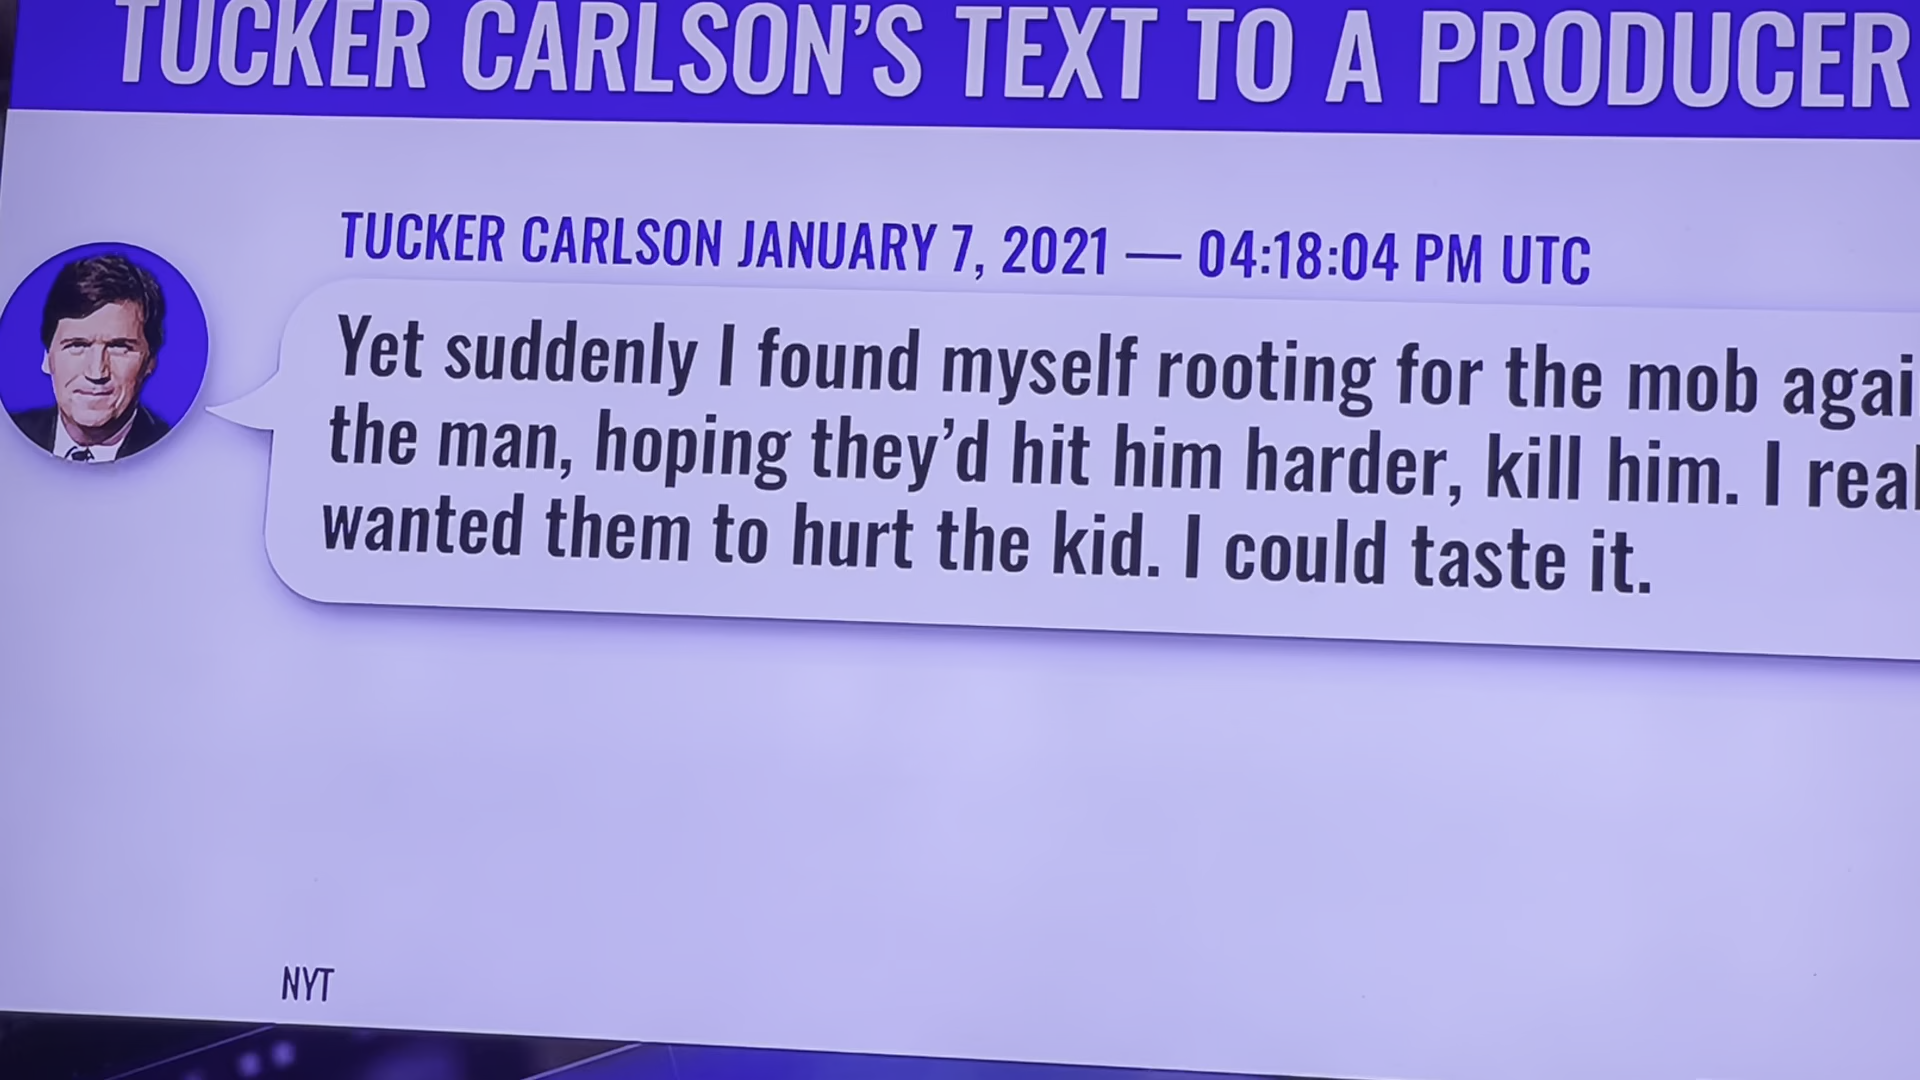 TUCKER CARLSON'S TEXT TO A PRODUCER
TUCKER CARLSON JANUARY 7, 2021 — 04:18:04 PM UTC
Yet suddenly I found myself rooting for the mob agai
the man, hoping they'd hit him harder, kill him. I real
wanted them to hurt the kid. I could taste it.
NYT